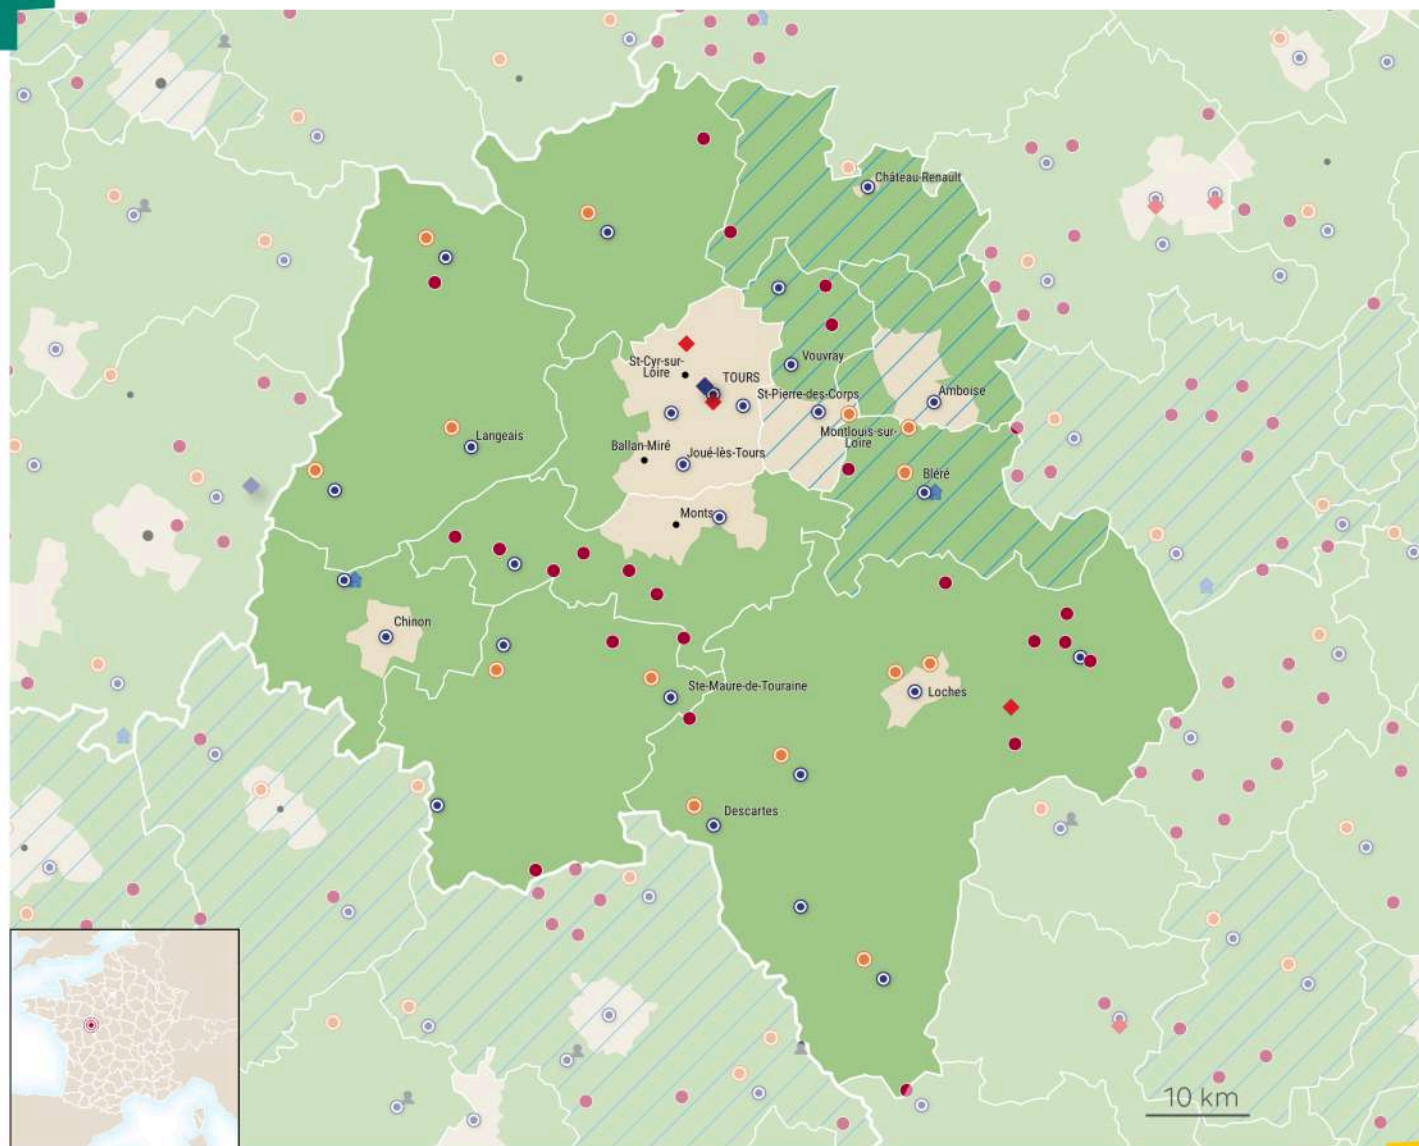 Château-Renault
St-Cyr-sur-
Loire
TOURS
Vouvray
St-Pierre-des-Corps
Amboise
Montlouis-sur-
Loire
Langeais
Ballan-Miré
Joué-lès-Tours
Bléré
Monts
Chinon
Ste-Maure-de-Touraine
Loches
Descartes
10 km